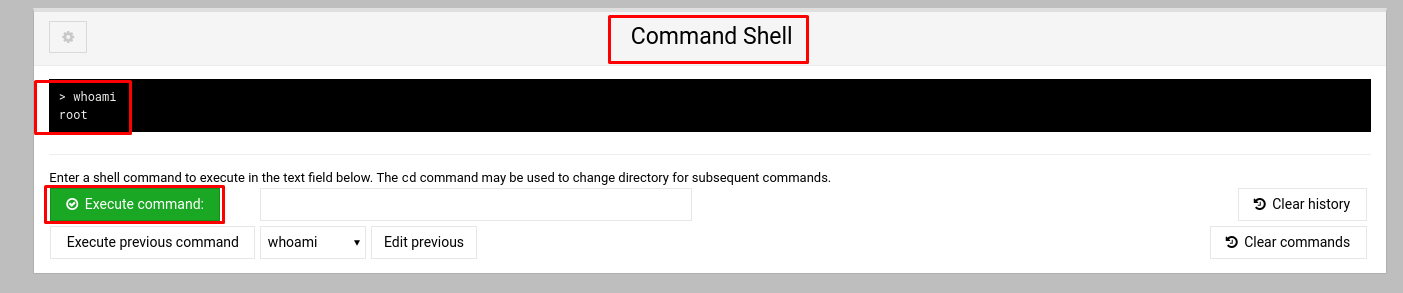 Command Shell
> whoami
root
Enter a shell command to execute in the text field below. The cd command may be used to change directory for subsequent commands.
Execute command: Clear history
Execute previous command whoami Edit previous Clear commands